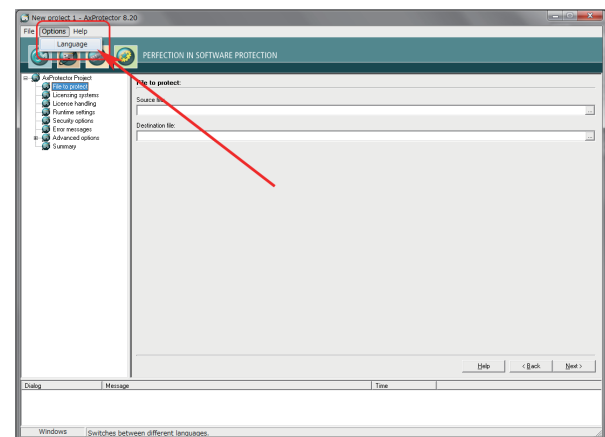 New project 1 - AxProtector 8.20
File Options Help
Language
PERFECTION IN SOFTWARE PROTECTION
AxProtector Project
File to protect
Licensing systems
License handling
Runtime settings
Security options
Error messages
Advanced options
Summary
File to protect:
Source file:
...
Destination file:
...
Help < Back Next >
Dialog Message Time
Windows Switches between different languages.